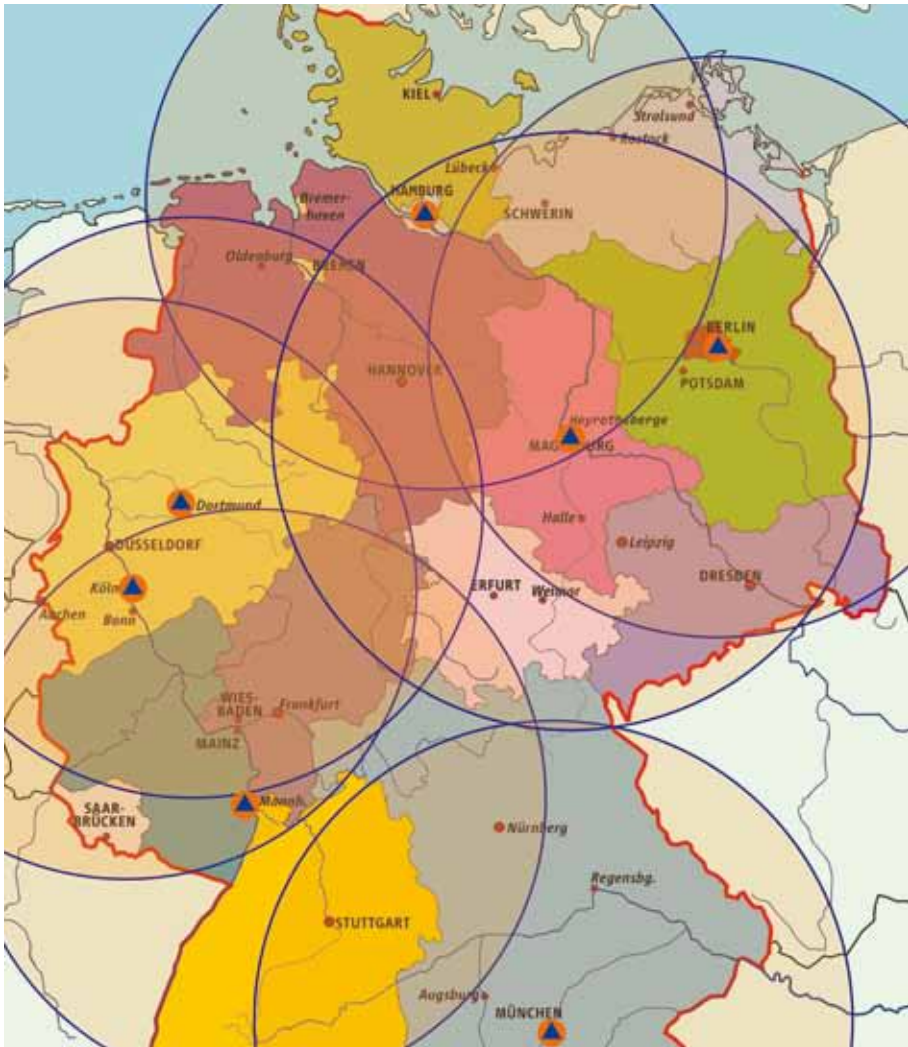 KIEL
Stralsund
Rostock
Lübeck
HAMBURG
Bremer-
haven
SCHWERIN
Oldenburg
BREMEN
BERLIN
HANNOVER
POTSDAM
Heyrothsberge
MAGDEBURG
Dortmund
Halle
Leipzig
DÜSSELDORF
DRESDEN
Köln
ERFURT
Weimar
Aachen
Bonn
WIES-
BADEN
Frankfurt
MAINZ
Mannh.
SAAR-
BRÜCKEN
Nürnberg
Regensbg.
STUTTGART
Augsburg
MÜNCHEN